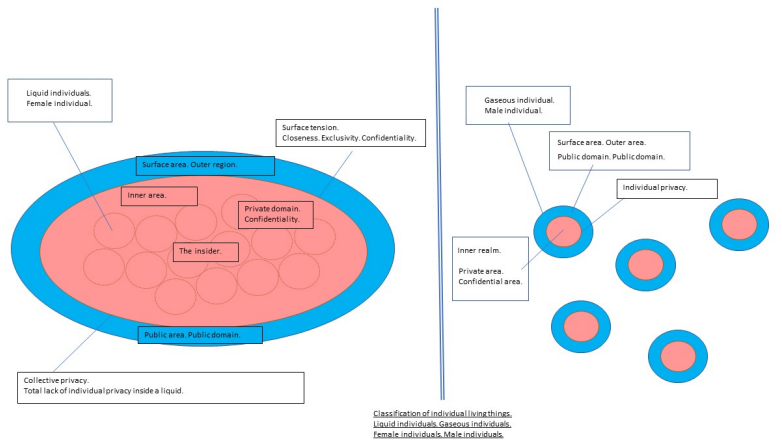 Liquid individuals.
Female individual.
Surface tension.
Closeness. Exclusivity. Confidentiality.
Surface area. Outer region.
Inner area.
Private domain.
Confidentiality.
The insider.
Public area. Public domain.
Collective privacy.
Total lack of individual privacy inside a liquid.
Gaseous individual.
Male individual.
Surface area. Outer area.
Public domain. Public domain.
Individual privacy.
Inner realm.
Private area.
Confidential area.
Classification of individual living things.
Liquid individuals. Gaseous individuals.
Female individuals. Male individuals.